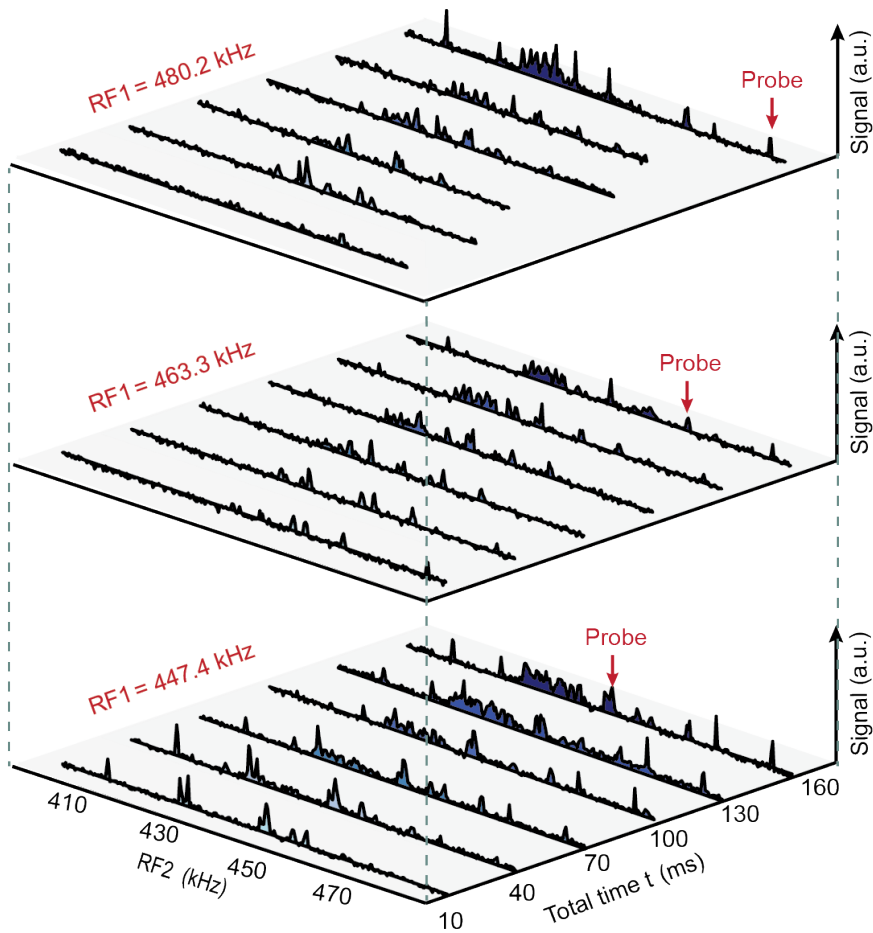 RF1 = 480.2 kHz
Probe
Signal (a.u.)
RF1 = 463.3 kHz
Probe
Signal (a.u.)
RF1 = 447.4 kHz
Probe
Signal (a.u.)
410
430
450
470
RF2 (kHz)
10
40
70
100
130
160
Total time t (ms)